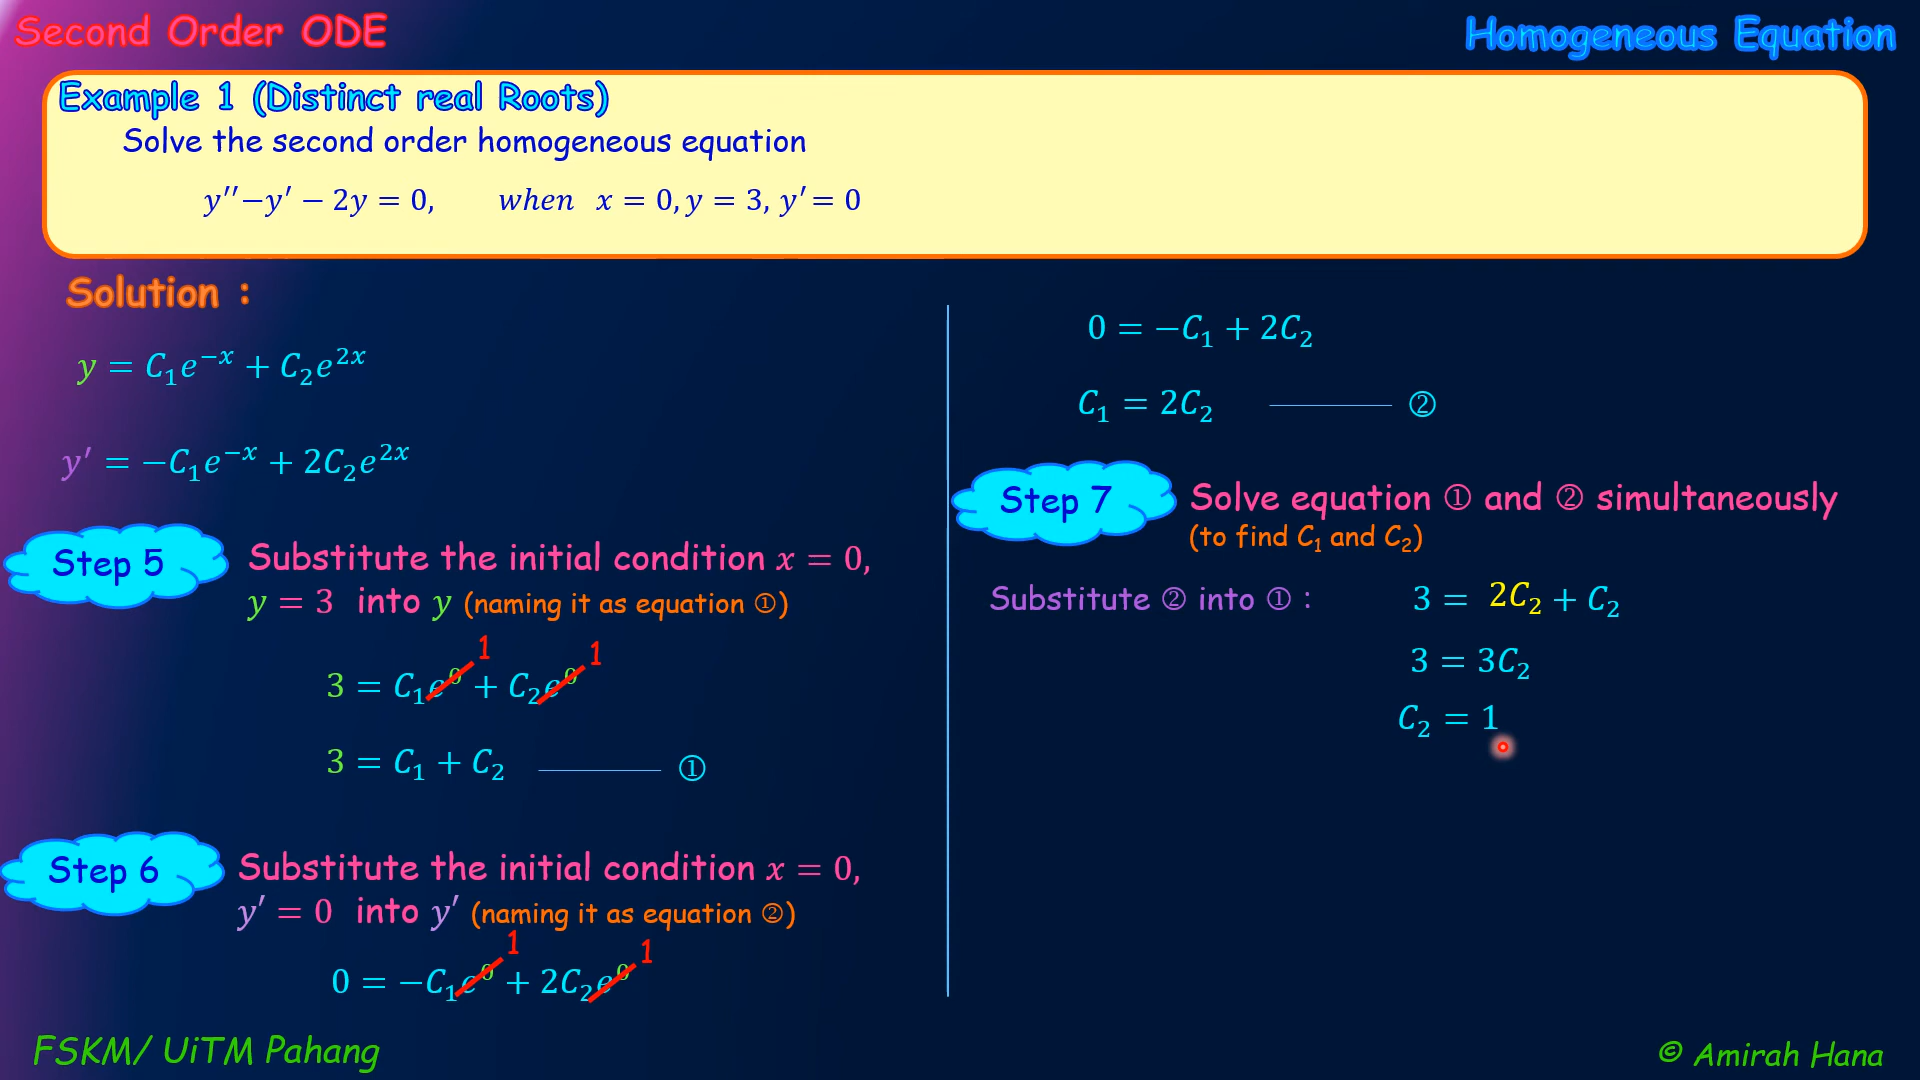 Second Order ODE
Homogeneous Equation
Example 1 (Distinct real Roots)
Solve the second order homogeneous equation
y′′−y′ − 2y = 0, when x = 0, y = 3, y′ = 0
Solution :
y = C₁e⁻ˣ + C₂e²ˣ
y′ = −C₁e⁻ˣ + 2C₂e²ˣ
Step 5
Substitute the initial condition x = 0,
y = 3 into y (naming it as equation ①)
1 1
3 = C₁e⁰ + C₂e⁰
3 = C₁ + C₂ ①
Step 6
Substitute the initial condition x = 0,
y′ = 0 into y′ (naming it as equation ②)
1 1
0 = −C₁e⁰ + 2C₂e⁰
0 = −C₁ + 2C₂
C₁ = 2C₂ ②
Step 7
Solve equation ① and ② simultaneously
(to find C₁ and C₂)
Substitute ② into ① : 3 = 2C₂ + C₂
3 = 3C₂
C₂ = 1
FSKM/ UiTM Pahang
© Amirah Hana